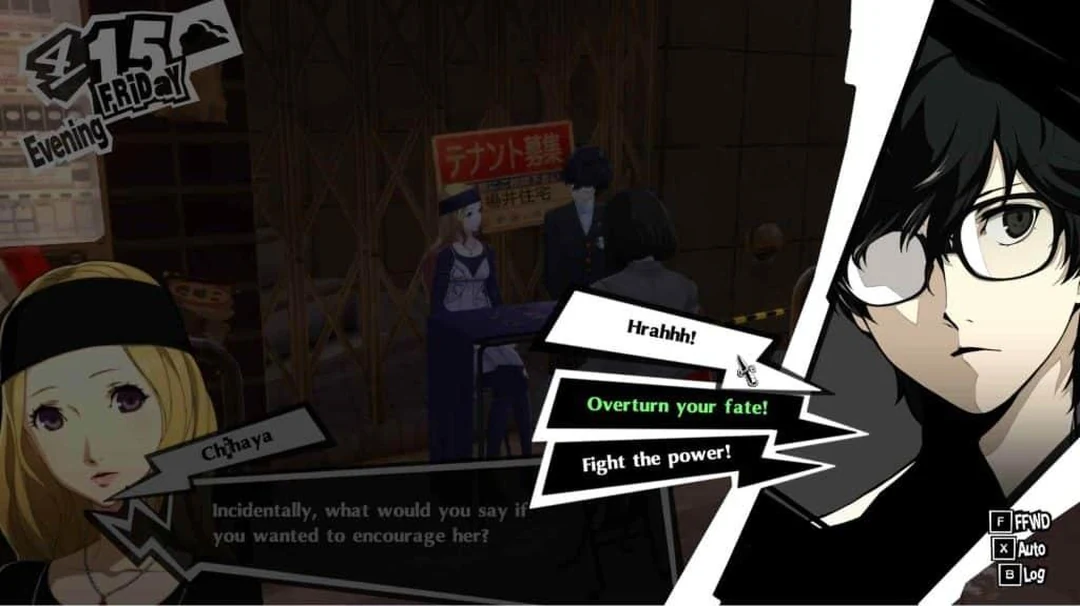 4 15
FRiDaY
Evening
テナント募集
Hrahhh!
Overturn your fate!
Fight the power!
Chihaya
Incidentally, what would you say if
you wanted to encourage her?
F FFWD
X Auto
B Log